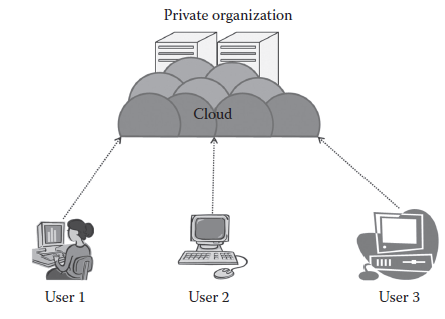 Private organization
Cloud
User 1
User 2
User 3